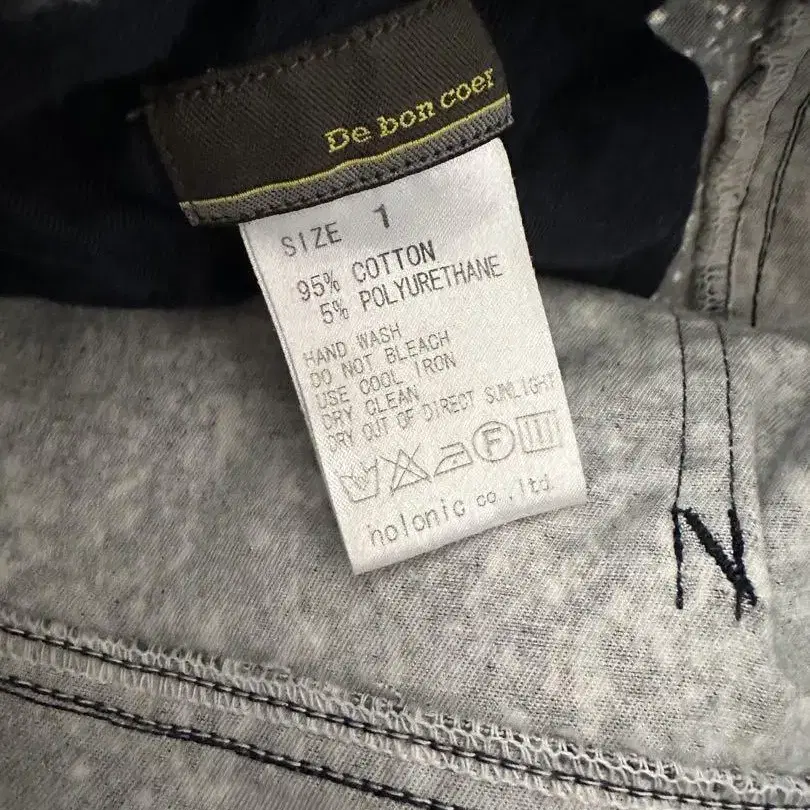 De bon coer
SIZE 1
95% COTTON
5% POLYURETHANE
HAND WASH
DO NOT BLEACH
USE COOL IRON
DRY CLEAN
DRY OUT OF DIRECT SUNLIGHT
F
nolonic co.,ltd
N